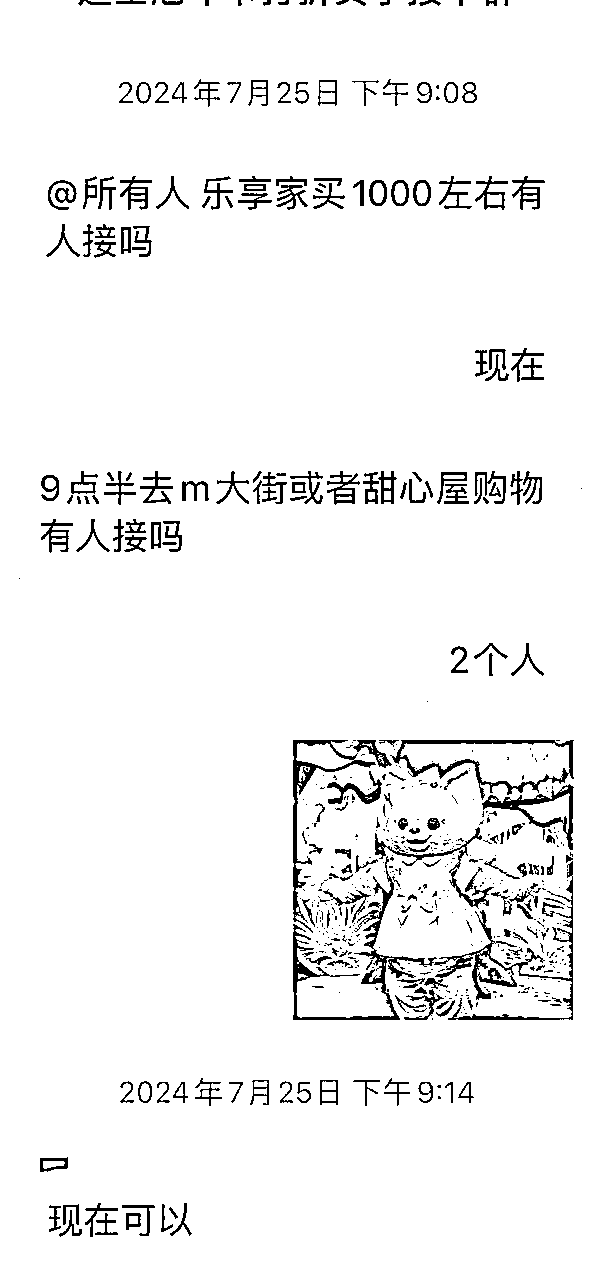 2024年7月25日 下午9:08
@所有人 乐享家买1000左右有
人接吗
现在
9点半去m大街或者甜心屋购物
有人接吗
2个人
2024年7月25日 下午9:14
现在可以